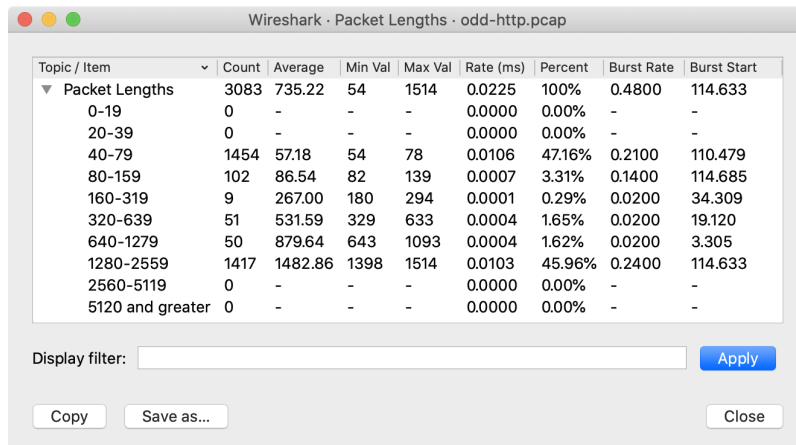 Wireshark · Packet Lengths · odd-http.pcap
Topic / Item Count Average Min Val Max Val Rate (ms) Percent Burst Rate Burst Start
Packet Lengths 3083 735.22 54 1514 0.0225 100% 0.4800 114.633
0-19 0 - - - 0.0000 0.00% - -
20-39 0 - - - 0.0000 0.00% - -
40-79 1454 57.18 54 78 0.0106 47.16% 0.2100 110.479
80-159 102 86.54 82 139 0.0007 3.31% 0.1400 114.685
160-319 9 267.00 180 294 0.0001 0.29% 0.0200 34.309
320-639 51 531.59 329 633 0.0004 1.65% 0.0200 19.120
640-1279 50 879.64 643 1093 0.0004 1.62% 0.0200 3.305
1280-2559 1417 1482.86 1398 1514 0.0103 45.96% 0.2400 114.633
2560-5119 0 - - - 0.0000 0.00% - -
5120 and greater 0 - - - 0.0000 0.00% - -
Display filter:
Apply
Copy Save as... Close